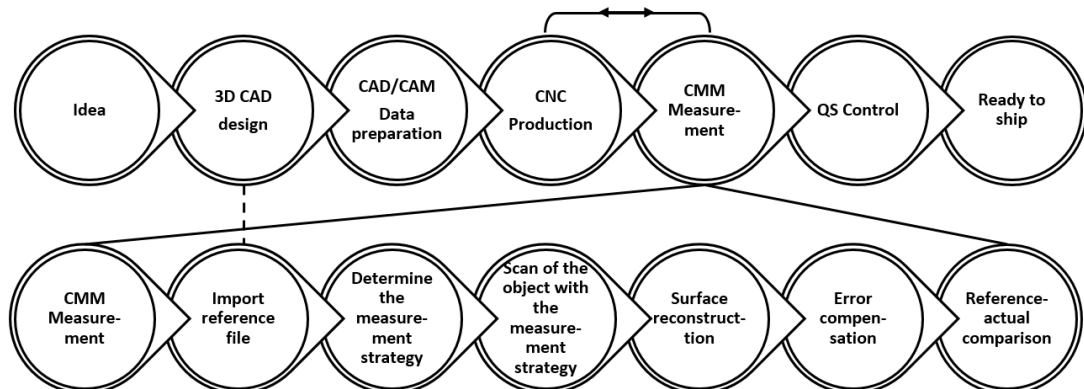 Idea
3D CAD
design
CAD/CAM
Data
preparation
CNC
Production
CMM
Measure-
ment
QS Control
Ready to
ship
CMM
Measure-
ment
Import
reference
file
Determine
the
measure-
ment
strategy
Scan of the
object with
the
measure-
ment
strategy
Surface
reconstruct-
tion
Error
compen-
sation
Reference-
actual
comparison